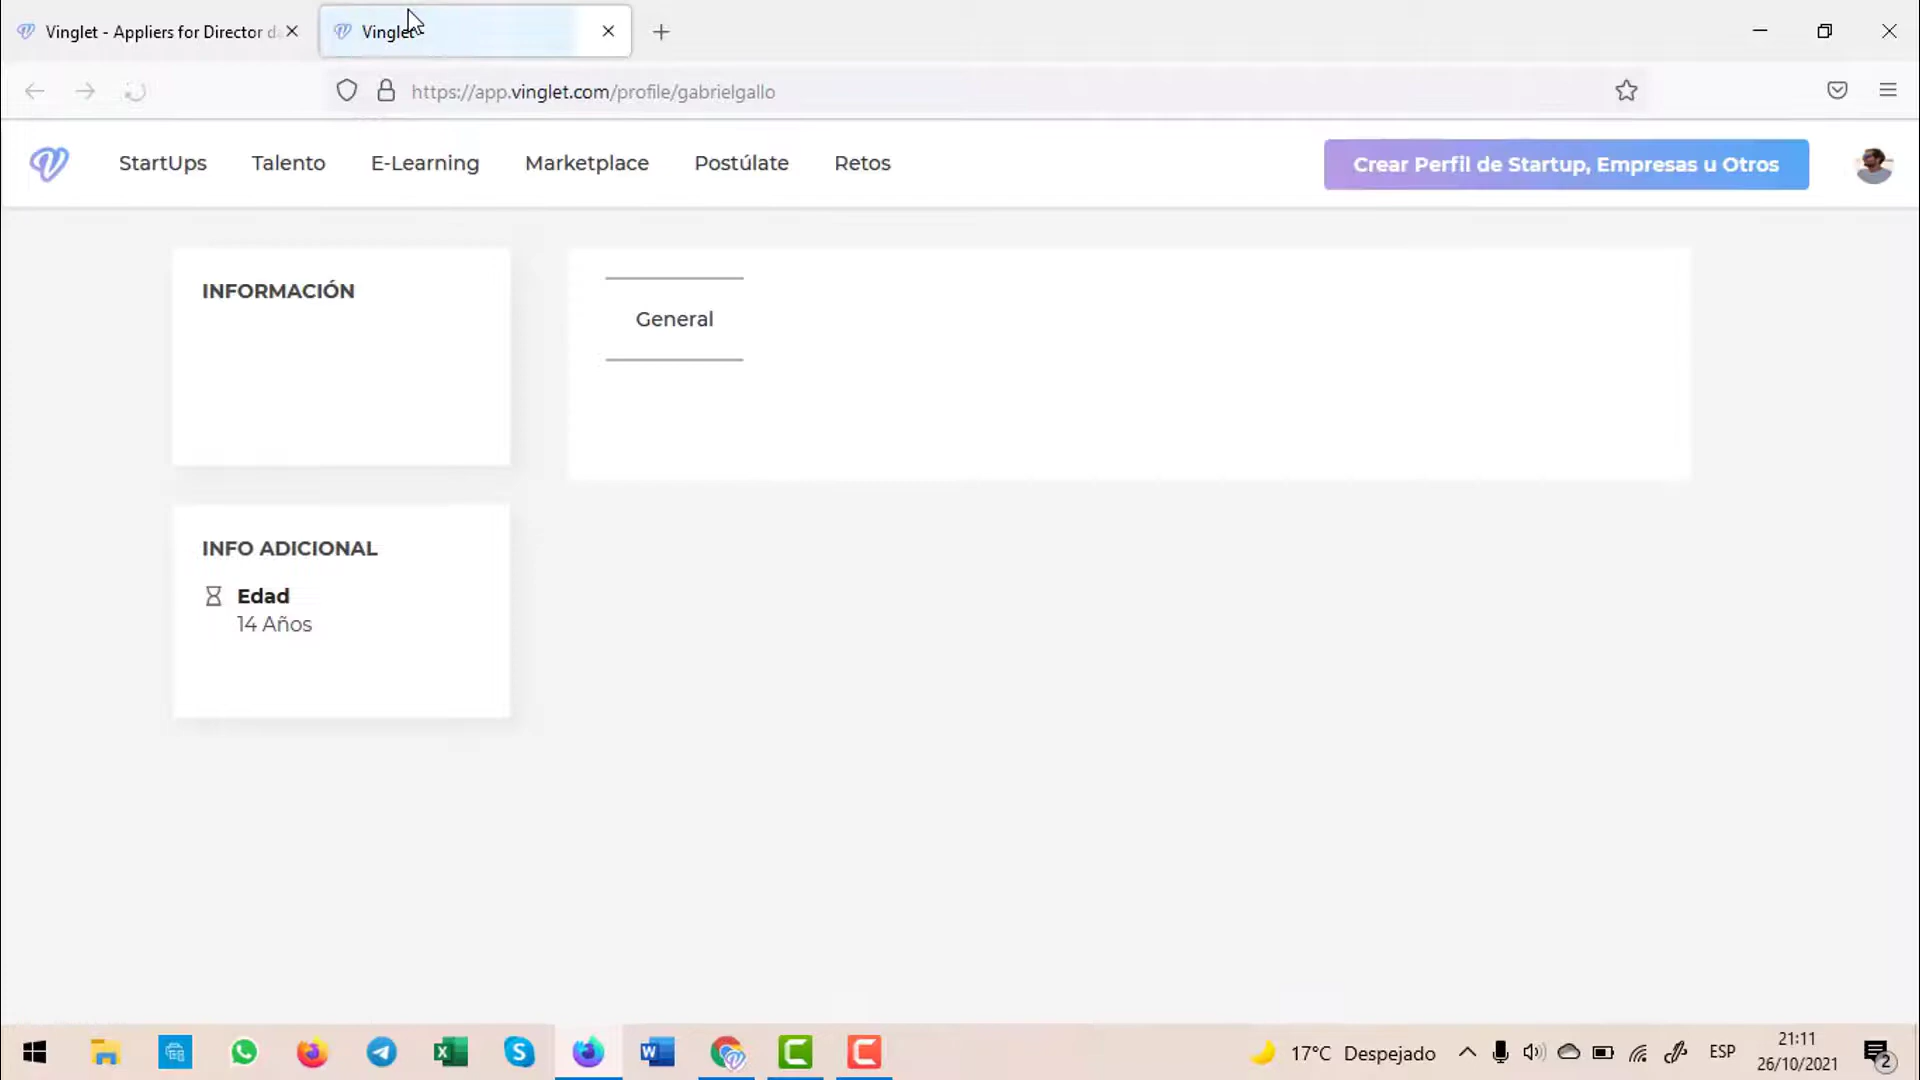 Vinglet - Appliers for Director d
Vinglet
https://app.vinglet.com/profile/gabrielgallo
StartUps
Talento
E-Learning
Marketplace
Postúlate
Retos
Crear Perfil de Startup, Empresas u Otros
INFORMACIÓN
General
INFO ADICIONAL
Edad
14 Años
17°C Despejado
ESP
21:11
26/10/2021
2